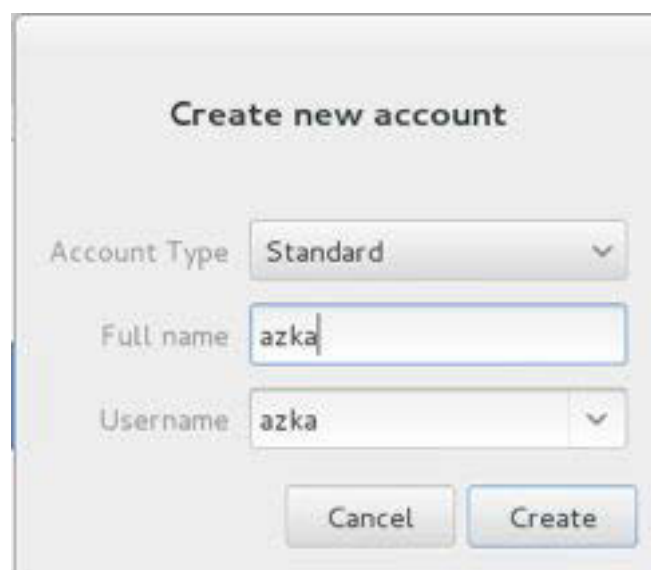 Create new account
Account Type Standard
Full name azka
Username azka
Cancel Create